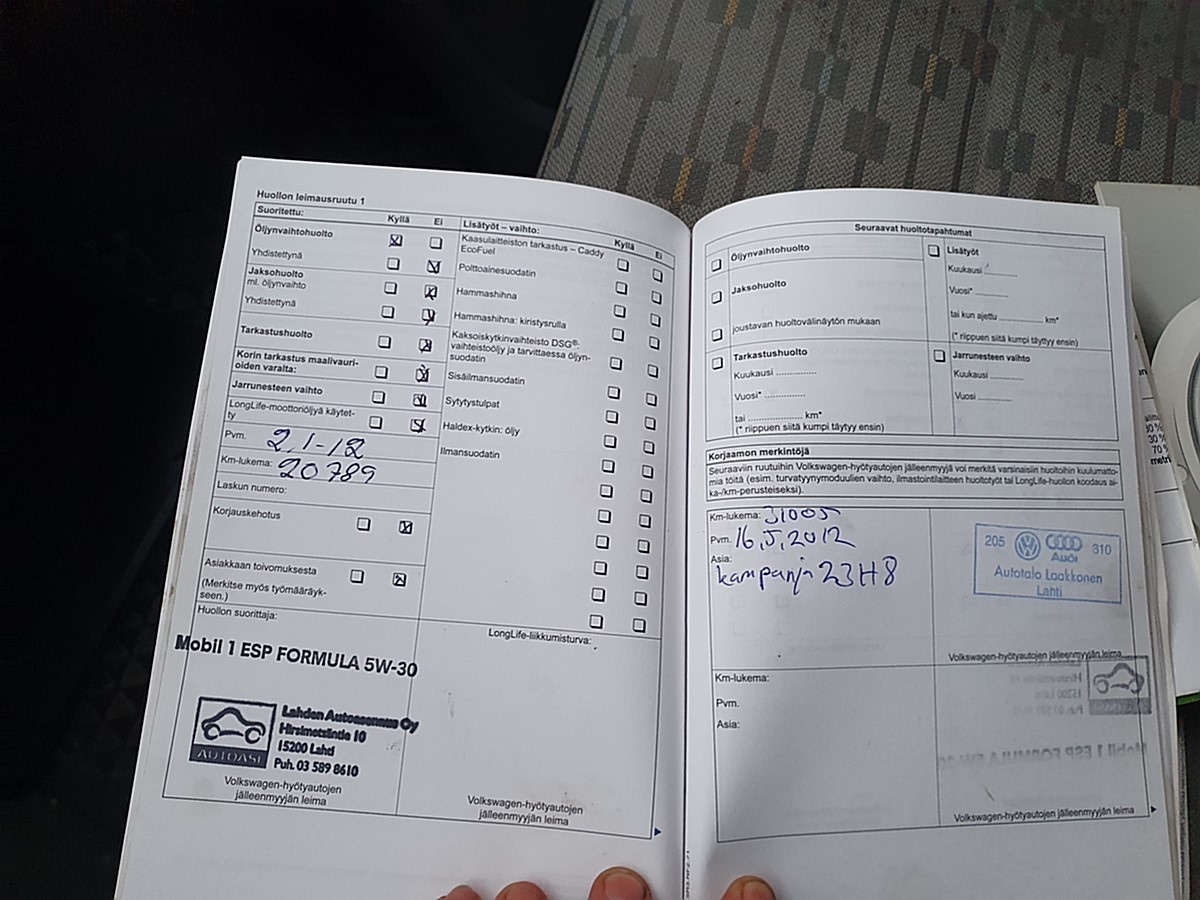 Huollon leimausruutu 1
Suoritettu: Kyllä Ei
Öljynvaihtohuolto
Yhdistettynä
Jaksohuolto
ml. öljynvaihto
Yhdistettynä
Tarkastushuolto
Korin tarkastus maalivauri-
oiden varalta:
Jarrunesteen vaihto
LongLife-moottoriöljyä käytet-
ty
Pvm. 2.1-12
Km-lukema: 20789
Laskun numero:
Korjauskehotus
Asiakkaan toivomuksesta
(Merkitse myös työmääräyk-
seen.)
Huollon suorittaja:
Mobil 1 ESP FORMULA 5W-30
AUTOASI
Lahden Autoasennus Oy
Hirsimetsäntie 10
15200 Lahti
Puh. 03 589 8610
Volkswagen-hyötyautojen
jälleenmyyjän leima
Lisätyöt – vaihto: Kyllä Ei
Kaasulaitteiston tarkastus – Caddy
EcoFuel
Polttoainesuodatin
Hammashihna
Hammashihna: kiristysrulla
Kaksoiskytkinvaihteisto DSG®:
vaihteistoöljy ja tarvittaessa öljyn-
suodatin
Sisäilmansuodatin
Sytytystulpat
Haldex-kytkin: öljy
Ilmansuodatin
LongLife-liikkumisturva:
Volkswagen-hyötyautojen
jälleenmyyjän leima
Seuraavat huoltotapahtumat
Öljynvaihtohuolto
Jaksohuolto
joustavan huoltovälinäytön mukaan
Tarkastushuolto
Kuukausi ..............
Vuosi* ..............
tai .................... km*
(* riippuen siitä kumpi täytyy ensin)
Lisätyöt
Kuukausi ..........
Vuosi* ..........
tai kun ajettu .............. km*
(* riippuen siitä kumpi täytyy ensin)
Jarrunesteen vaihto
Kuukausi ..........
Vuosi ..........
Korjaamon merkintöjä
Seuraaviin ruutuihin Volkswagen-hyötyautojen jälleenmyyjä voi merkitä varsinaisiin huoltoihin kuulumatto-
mia töitä (esim. turvatyynymoduulien vaihto, ilmastointilaitteen huoltotyöt tai LongLife-huollon koodaus ai-
ka-/km-perusteiseksi).
Km-lukema: 31005
Pvm. 16.5.2012
Asia:
kampanja 23H8
205 Audi 310
Autotalo Laakkonen
Lahti
Volkswagen-hyötyautojen jälleenmyyjän leima
Km-lukema:
Pvm.
Asia:
Volkswagen-hyötyautojen jälleenmyyjän leima